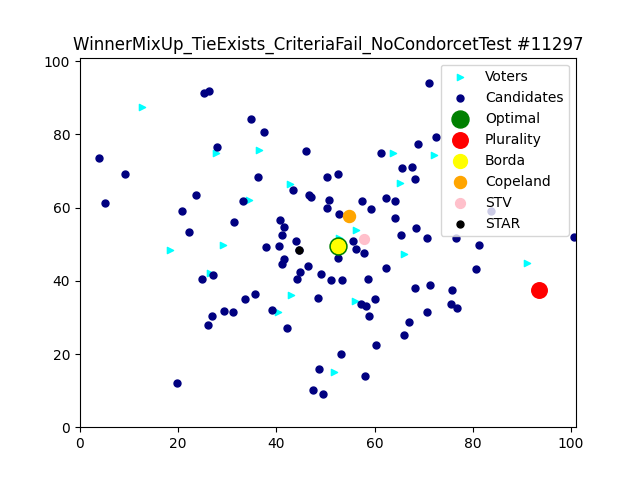 WinnerMixUp_TieExists_CriteriaFail_NoCondorcetTest #11297
100
80
60
40
20
0
0 20 40 60 80 100
Voters
Candidates
Optimal
Plurality
Borda
Copeland
STV
STAR